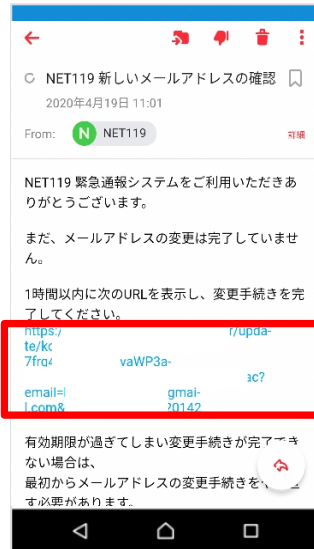 NET119 新しいメールアドレスの確認
2020年4月19日 11:01
From: N NET119 詳細
NET119 緊急通報システムをご利用いただきあ
りがとうございます。
まだ、メールアドレスの変更は完了していませ
ん。
1時間以内に次のURLを表示し、変更手続きを完
了してください。
https:/ r/upda-
te/kc
7frq4 vaWP3a-
ac?
email=l gmai-
l.com& 20142
有効期限が過ぎてしまい変更手続きが完了でき
ない場合は、
最初からメールアドレスの変更手続きを
す必要があります。